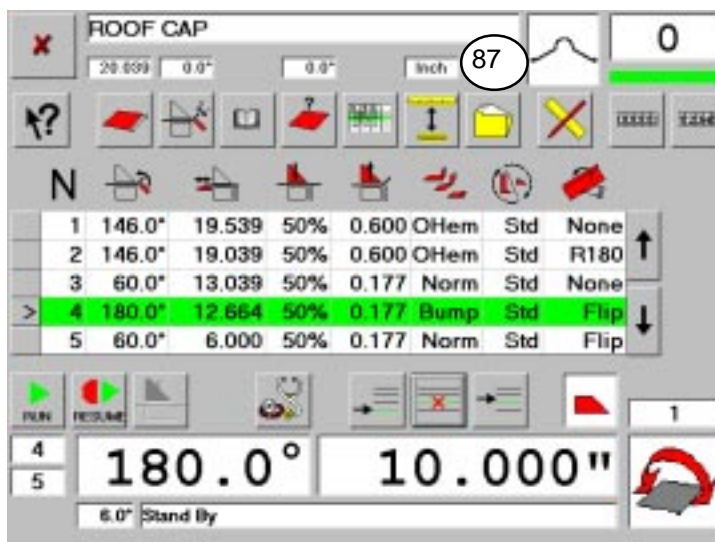 ROOF CAP
0
20.039 0.0° 0.0° Inch 87
?
?
N
1 146.0° 19.539 50% 0.600 OHem Std None
2 146.0° 19.039 50% 0.600 OHem Std R180
3 60.0° 13.039 50% 0.177 Norm None
> 4 180.0° 12.664 50% 0.177 Bump Std Flip
5 60.0° 6.000 50% 0.177 Norm Std Flip
RUN RESUME
1
4
5
180.0° 10.000"
6.0° Stand By